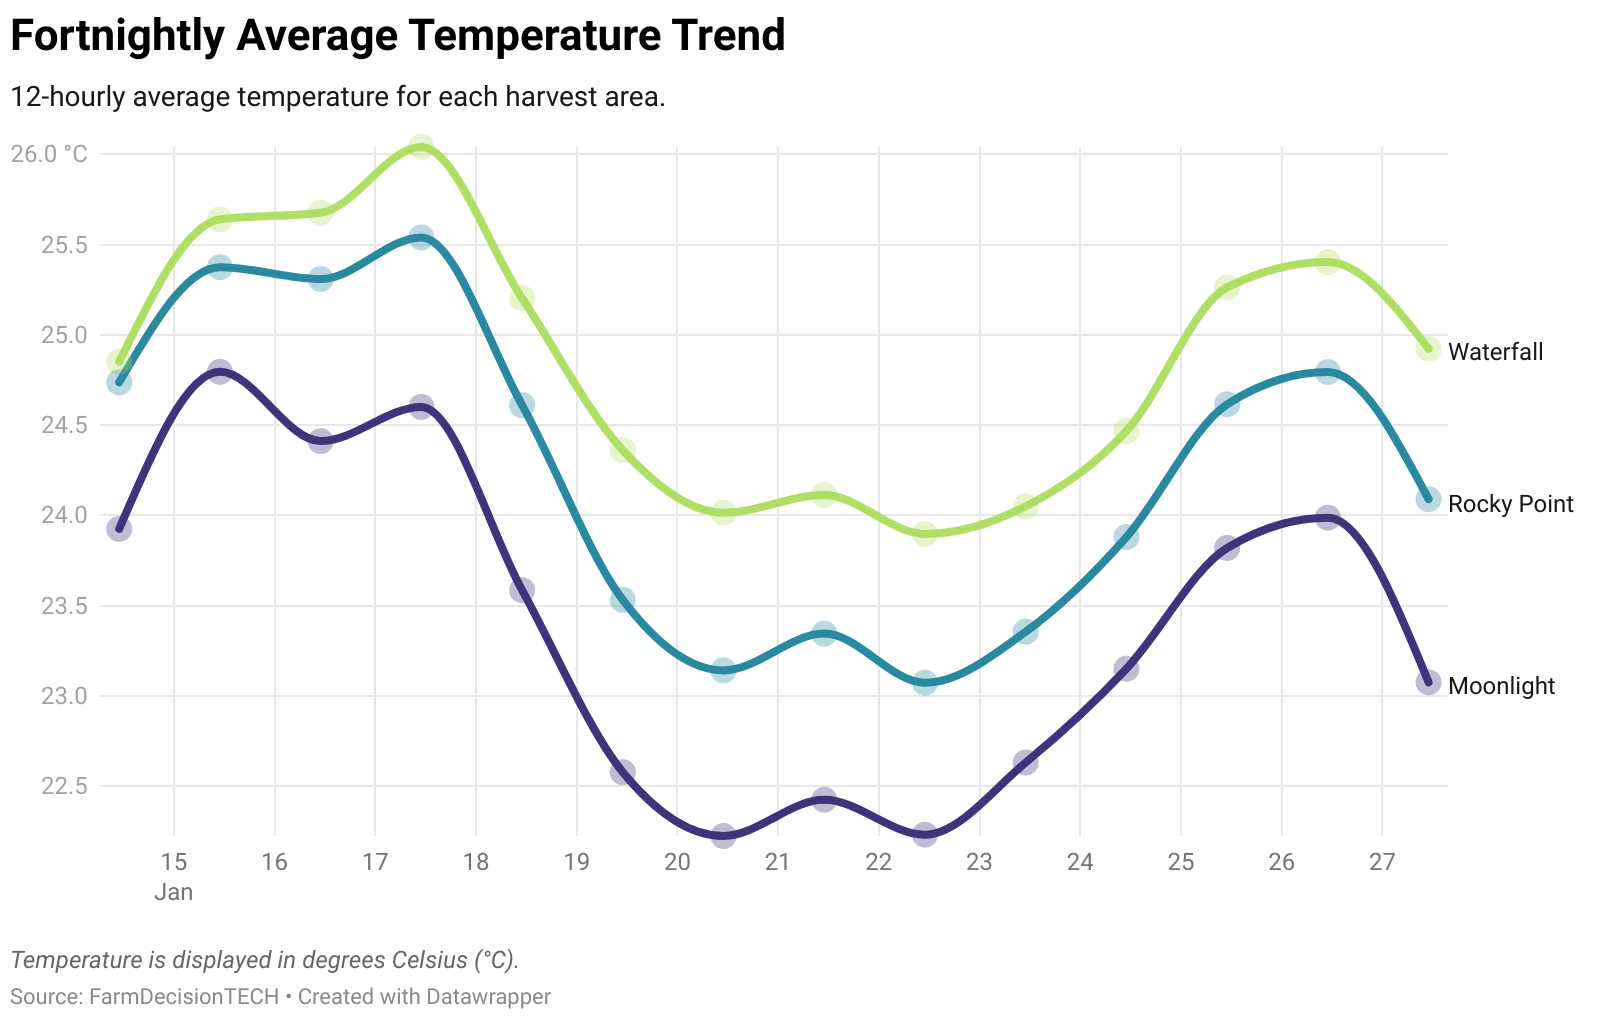 Fortnightly Average Temperature Trend
12-hourly average temperature for each harvest area.
26.0 °C
25.5
25.0
24.5
24.0
23.5
23.0
22.5
Waterfall
Rocky Point
Moonlight
15 16 17 18 19 20 21 22 23 24 25 26 27
Jan
Temperature is displayed in degrees Celsius (°C).
Source: FarmDecisionTECH • Created with Datawrapper